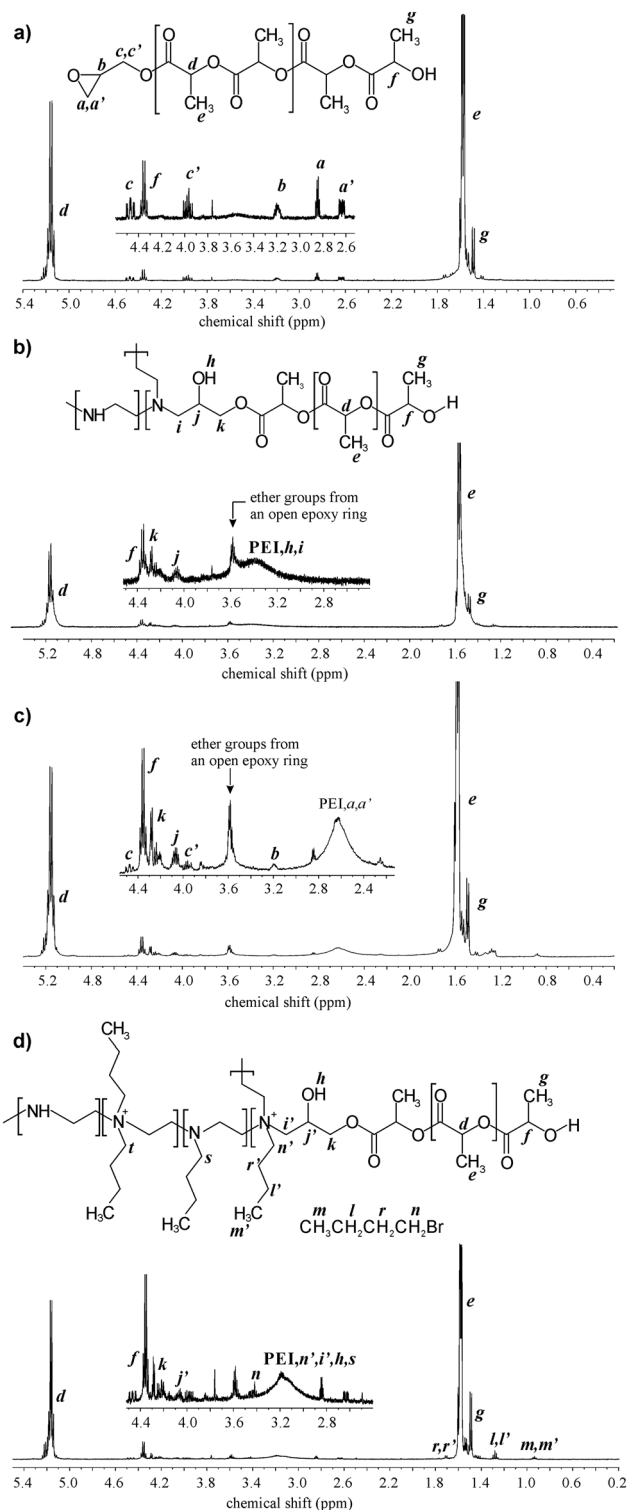 a)
g
CH3
O
c,c'
b
d
e
f
OH
O
a,a'
CH3
O
CH3
O
CH3
O
e
c
f
c'
b
a
a'
d
g
4.4 4.2 4.0 3.8 3.6 3.4 3.2 3.0 2.8 2.6
5.4 5.0 4.6 4.2 3.6 3.2 2.8 2.2 1.8 1.4 1.0 0.6
chemical shift (ppm)
b)
h
OH
g
CH3
NH
N
i
j
k
O
CH3
O
d
e
f
O
H
ether groups from
an open epoxy ring
f
k
j
PEI,h,i
e
d
g
4.4 4.0 3.6 3.2 2.8
5.2 4.8 4.4 4.0 3.6 3.2 2.8 2.4 2.0 1.6 1.2 0.8 0.4
chemical shift (ppm)
c)
ether groups from
an open epoxy ring
f
k
j
c
c'
b
PEI,a,a'
e
d
g
4.4 4.0 3.6 3.2 2.8 2.4
5.2 4.8 4.4 4.0 3.6 3.2 2.8 2.4 2.0 1.6 1.2 0.8 0.4
chemical shift (ppm)
d)
CH3
h
OH
g
CH3
NH
N+
t
N
s
N+
i'
n'
j'
k
r'
l'
O
CH3
d
e
f
O
H
H3C
H3C
H3C
m'
m l r n
CH3CH2CH2CH2Br
f
k
j'
n
PEI,n',i',h,s
e
d
g
r,r'
l,l'
m,m'
4.4 4.0 3.6 3.2 2.8 2.4
5.4 5.0 4.6 4.2 3.8 3.4 3.0 2.6 2.2 1.8 1.4 1.0 0.6 0.2
chemical shift (ppm)